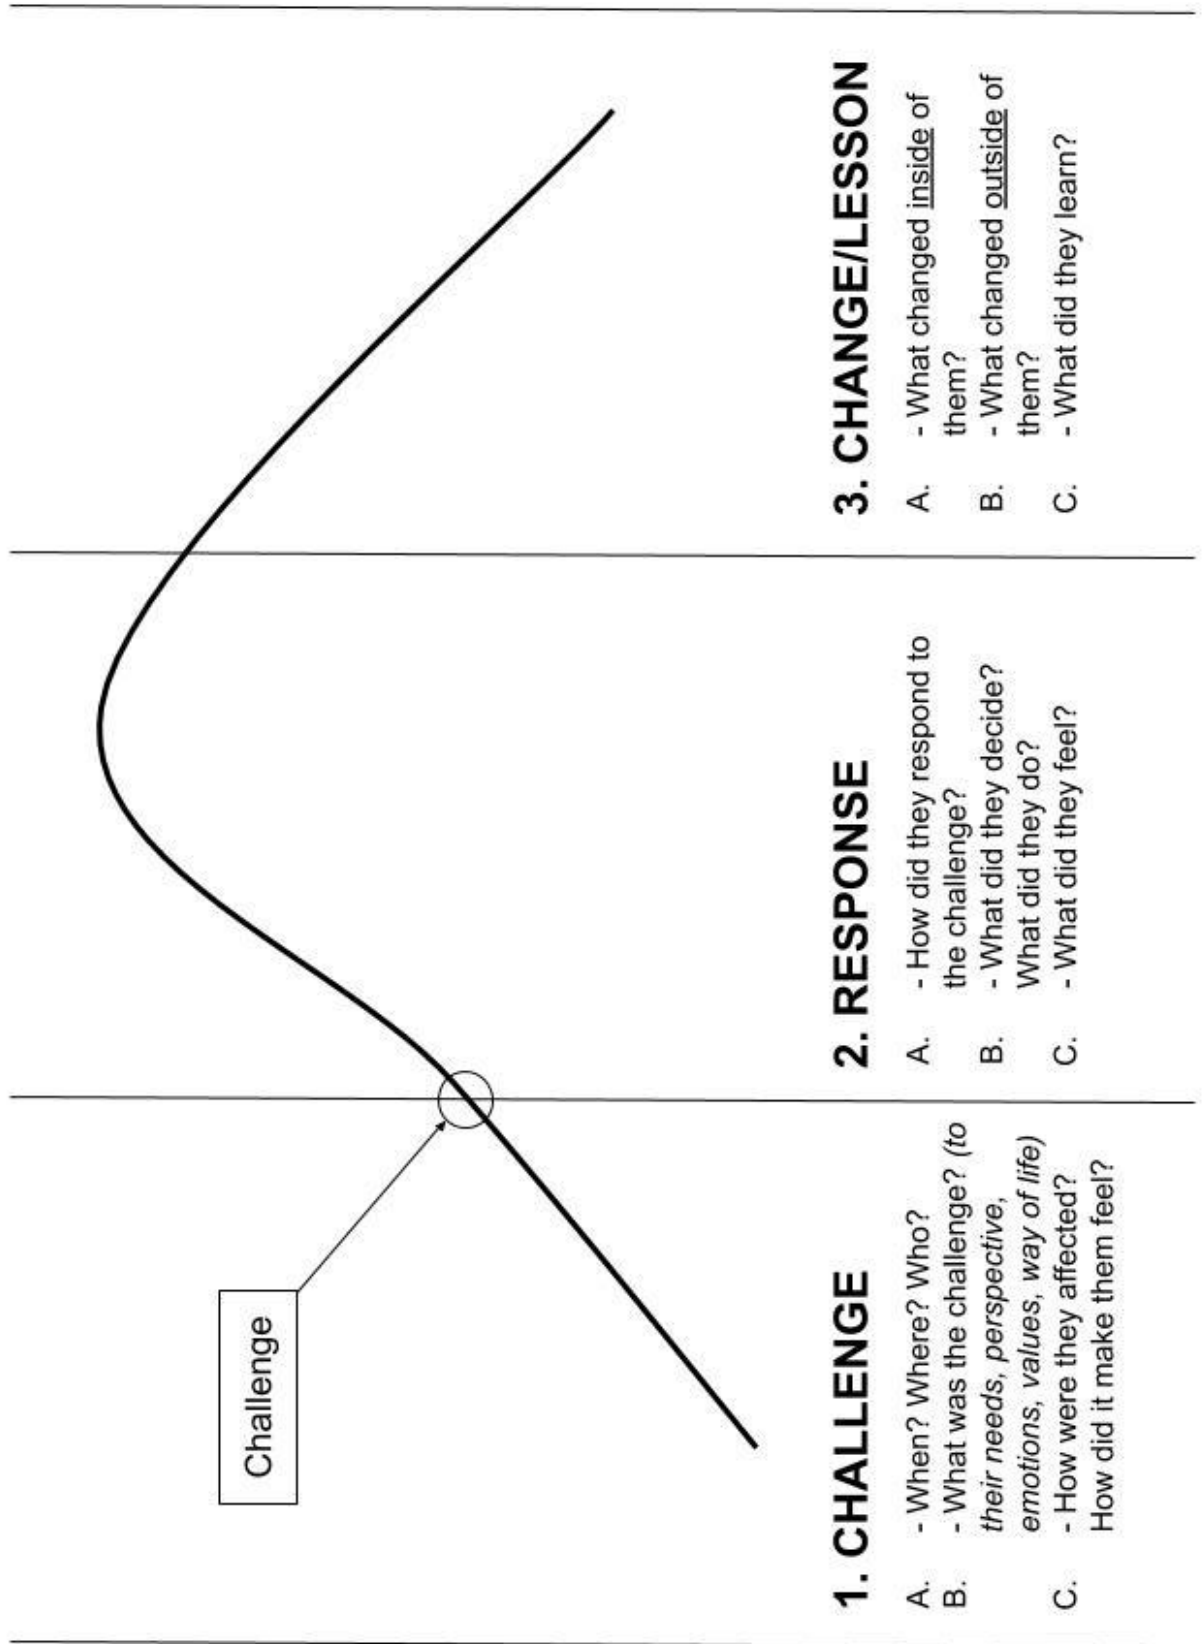 Challenge
1. CHALLENGE
A. - When? Where? Who?
B. - What was the challenge? (to
their needs, perspective,
emotions, values, way of life)
C. - How were they affected?
How did it make them feel?
2. RESPONSE
A. - How did they respond to
the challenge?
B. - What did they decide?
What did they do?
C. - What did they feel?
3. CHANGE/LESSON
A. - What changed inside of
them?
B. - What changed outside of
them?
C. - What did they learn?